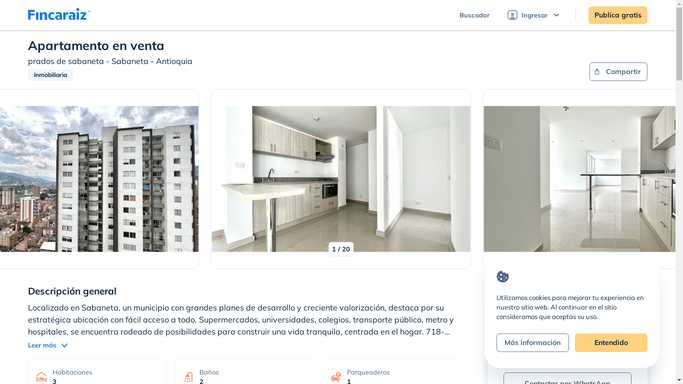 Fincaraiz
Buscador
Ingresar
Publica gratis
Apartamento en venta
prados de sabaneta - Sabaneta - Antioquia
Inmobiliaria
Compartir
1 / 20
Descripción general
Localizado en Sabaneta, un municipio con grandes planes de desarrollo y creciente valorización, destaca por su
estratégica ubicación con fácil acceso a todo. Supermercados, universidades, colegios, transporte público, metro y
hospitales, se encuentra rodeado de posibilidades para construir una vida tranquila, centrada en el hogar. 718-...
Leer más
Habitaciones
3
Baños
2
Parqueaderos
1
Utilizamos cookies para mejorar tu experiencia en
nuestro sitio web. Al continuar en el sitio
consideramos que aceptas su uso.
Más información
Entendido
Contactar por WhatsApp